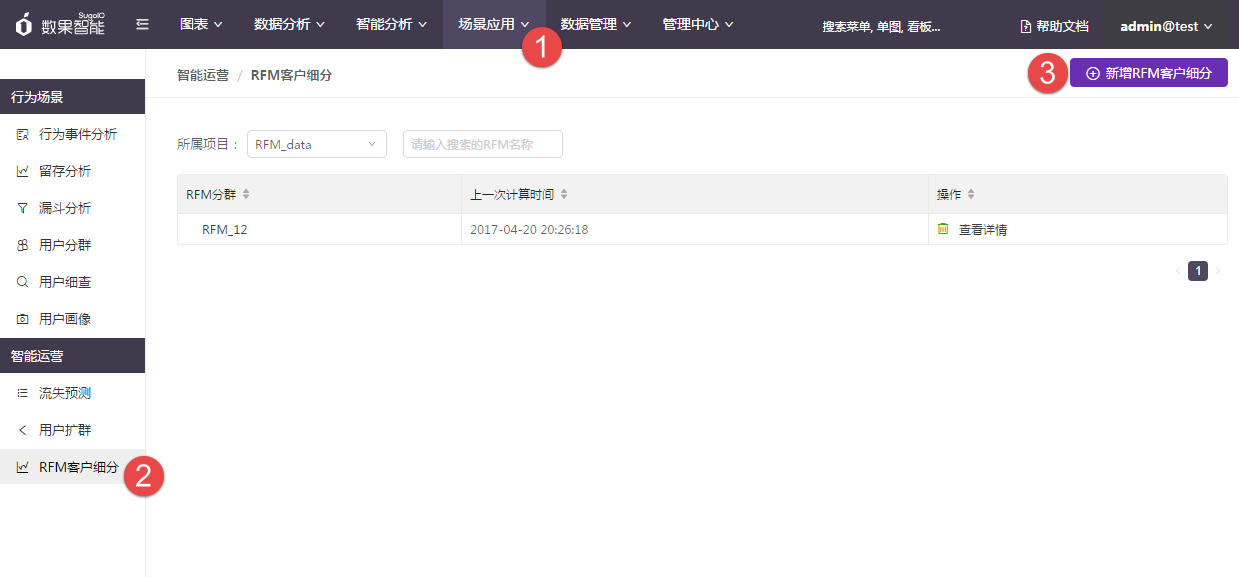 SugoIO
数果智能
图表 数据分析 智能分析 场景应用 数据管理 管理中心 搜索菜单, 单图, 看板... 帮助文档 admin@test
1
智能运营 / RFM客户细分
3
新增RFM客户细分
行为场景
行为事件分析
留存分析
漏斗分析
用户分群
用户细查
用户画像
智能运营
流失预测
用户扩群
RFM客户细分
2
所属项目： RFM_data 请输入搜索的RFM名称
RFM分群 上一次计算时间 操作
RFM_12 2017-04-20 20:26:18 查看详情
1